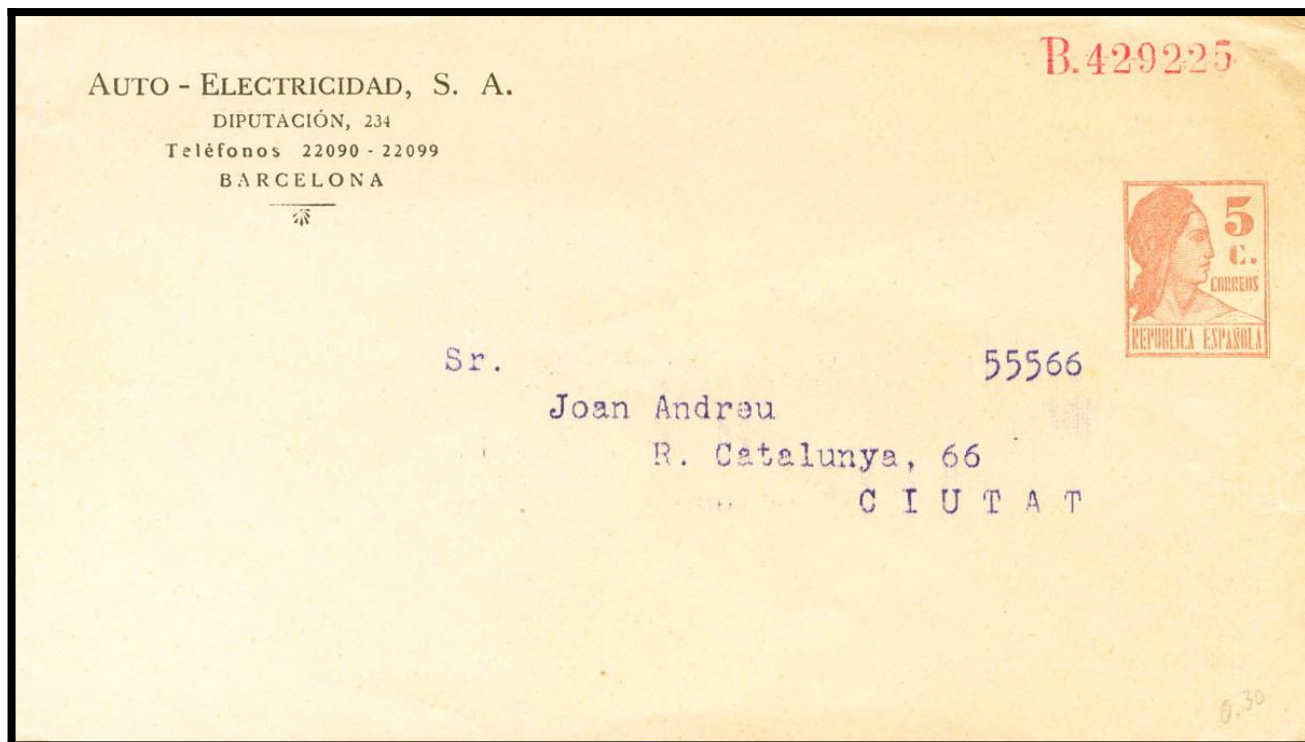 AUTO - ELECTRICIDAD, S. A.
DIPUTACIÓN, 234
Teléfonos 22090 - 22099
BARCELONA
B.429225
5
C.
CORREOS
REPUBLICA ESPAÑOLA
Sr. 55566
Joan Andreu
R. Catalunya, 66
CIUTAT
0.30